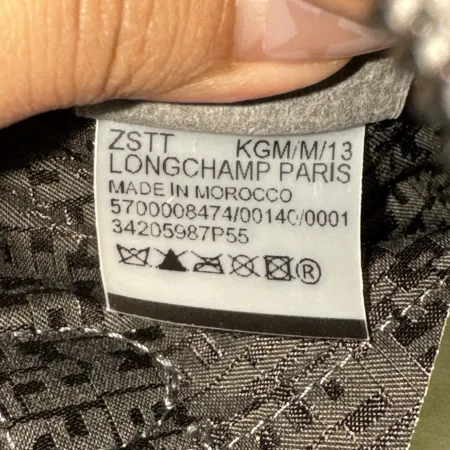 ZSTT KGM/M/13
LONGCHAMP PARIS
MADE IN MOROCCO
5700008474/00140/0001
34205987P55
®